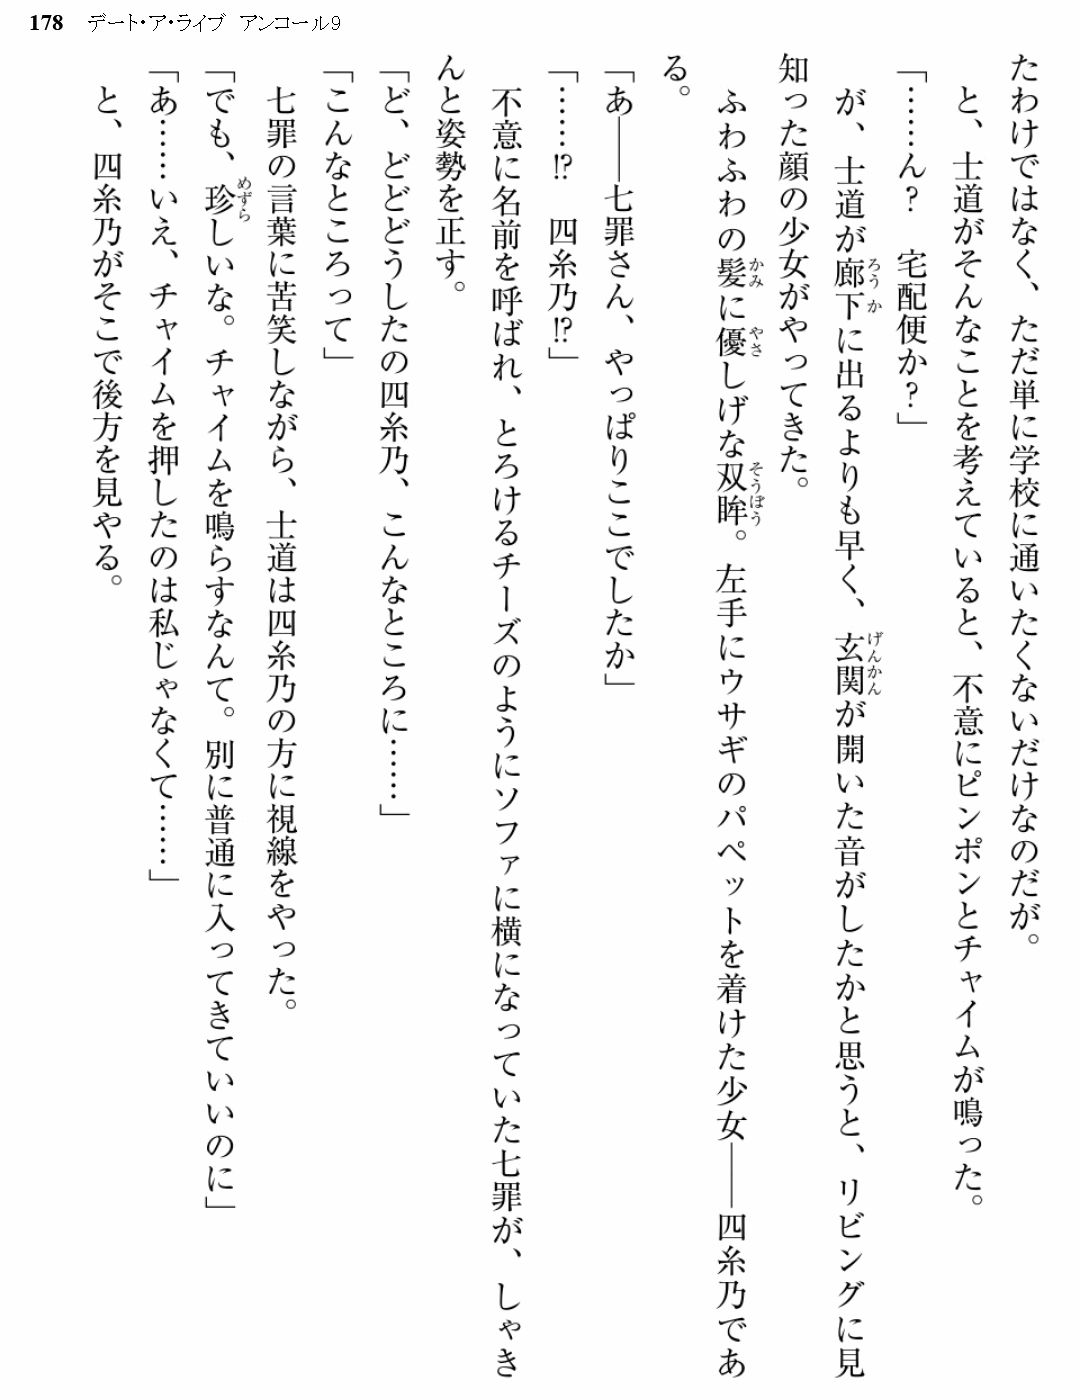 178 デート・ア・ライブ アンコール9
たわけではなく、ただ単に学校に通いたくないだけなのだが。
と、士道がそんなことを考えていると、不意にピンポンとチャイムが鳴った。
「……ん？ 宅配便か？」
が、士道が廊下に出るよりも早く、玄関が開いた音がしたかと思うと、リビングに見
知った顔の少女がやってきた。
ふわふわの髪に優しげな双眸。左手にウサギのパペットを着けた少女――四糸乃であ
る。
「あ――七罪さん、やっぱりここでしたか」
「……!? 四糸乃!?」
不意に名前を呼ばれ、とろけるチーズのようにソファに横になっていた七罪が、しゃき
んと姿勢を正す。
「ど、どどどうしたの四糸乃、こんなところに……」
「こんなところって」
七罪の言葉に苦笑しながら、士道は四糸乃の方に視線をやった。
「でも、珍しいな。チャイムを鳴らすなんて。別に普通に入ってきていいのに」
「あ……いえ、チャイムを押したのは私じゃなくて……」
と、四糸乃がそこで後方を見やる。